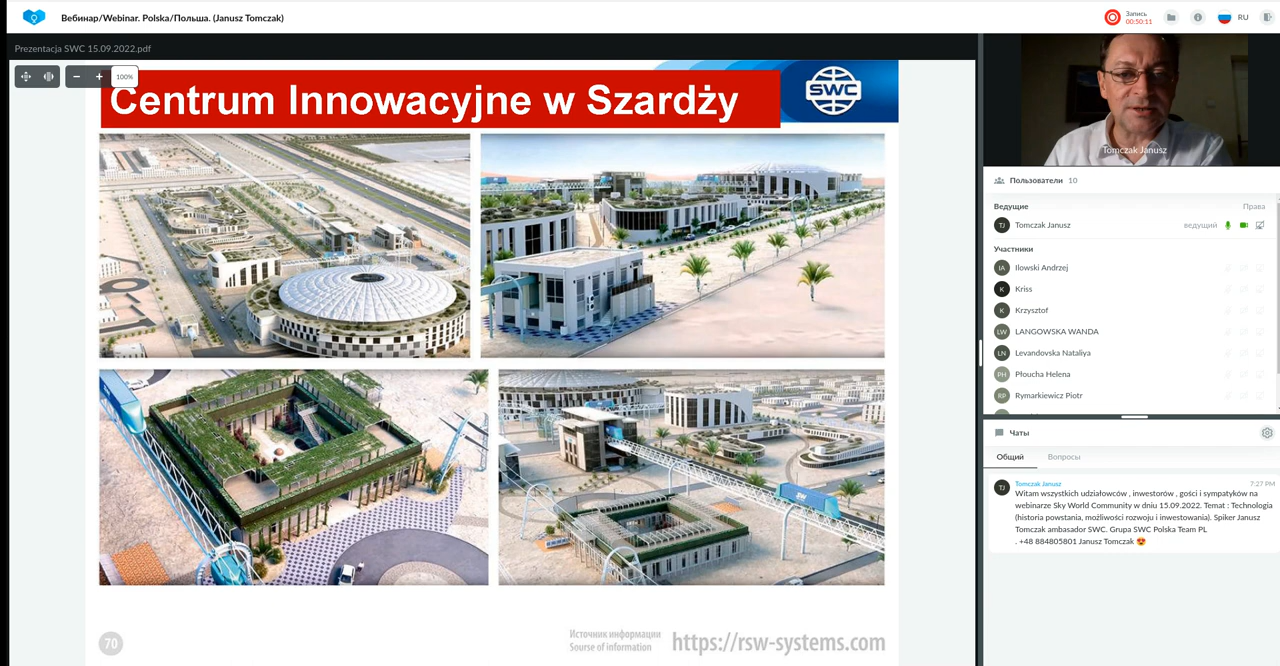 Вебинар/Webinar. Polska/Польша. (Janusz Tomczak)
Запись
00:50:11
RU
Prezentacja SWC 15.09.2022.pdf
100%
Centrum Innowacyjne w Szardży
SWC
70
Источник информации
Sourse of information
https://rsw-systems.com
Tomczak Janusz
Пользователи 10
Ведущие
Права
TJ Tomczak Janusz ведущий
Участники
IA Ilowski Andrzej
K Kriss
K Krzysztof
LW LANGOWSKA WANDA
LN Levandovska Nataliya
PH Płoucha Helena
RP Rymarkiewicz Piotr
Чаты
Общий
Вопросы
TJ Tomczak Janusz 7:27 PM
Witam wszystkich udziałowców , inwestorów , gości i sympatyków na
webinarze Sky World Community w dniu 15.09.2022. Temat : Technologia
(historia powstania, możliwości rozwoju i inwestowania). Spiker Janusz
Tomczak ambasador SWC. Grupa SWC Polska Team PL
. +48 884805801 Janusz Tomczak 😍